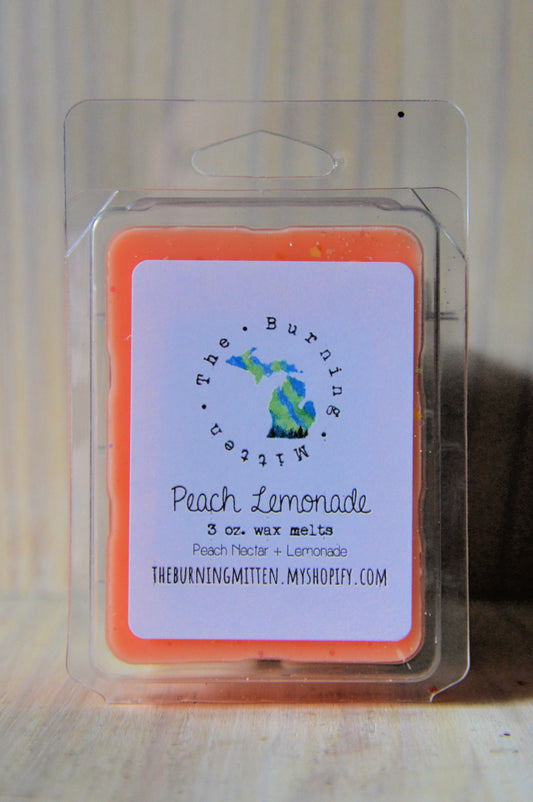 The • Burning • Mitten •
Peach Lemonade
3 oz. wax melts
Peach Nectar + Lemonade
THEBURNINGMITTEN.MYSHOPIFY.COM